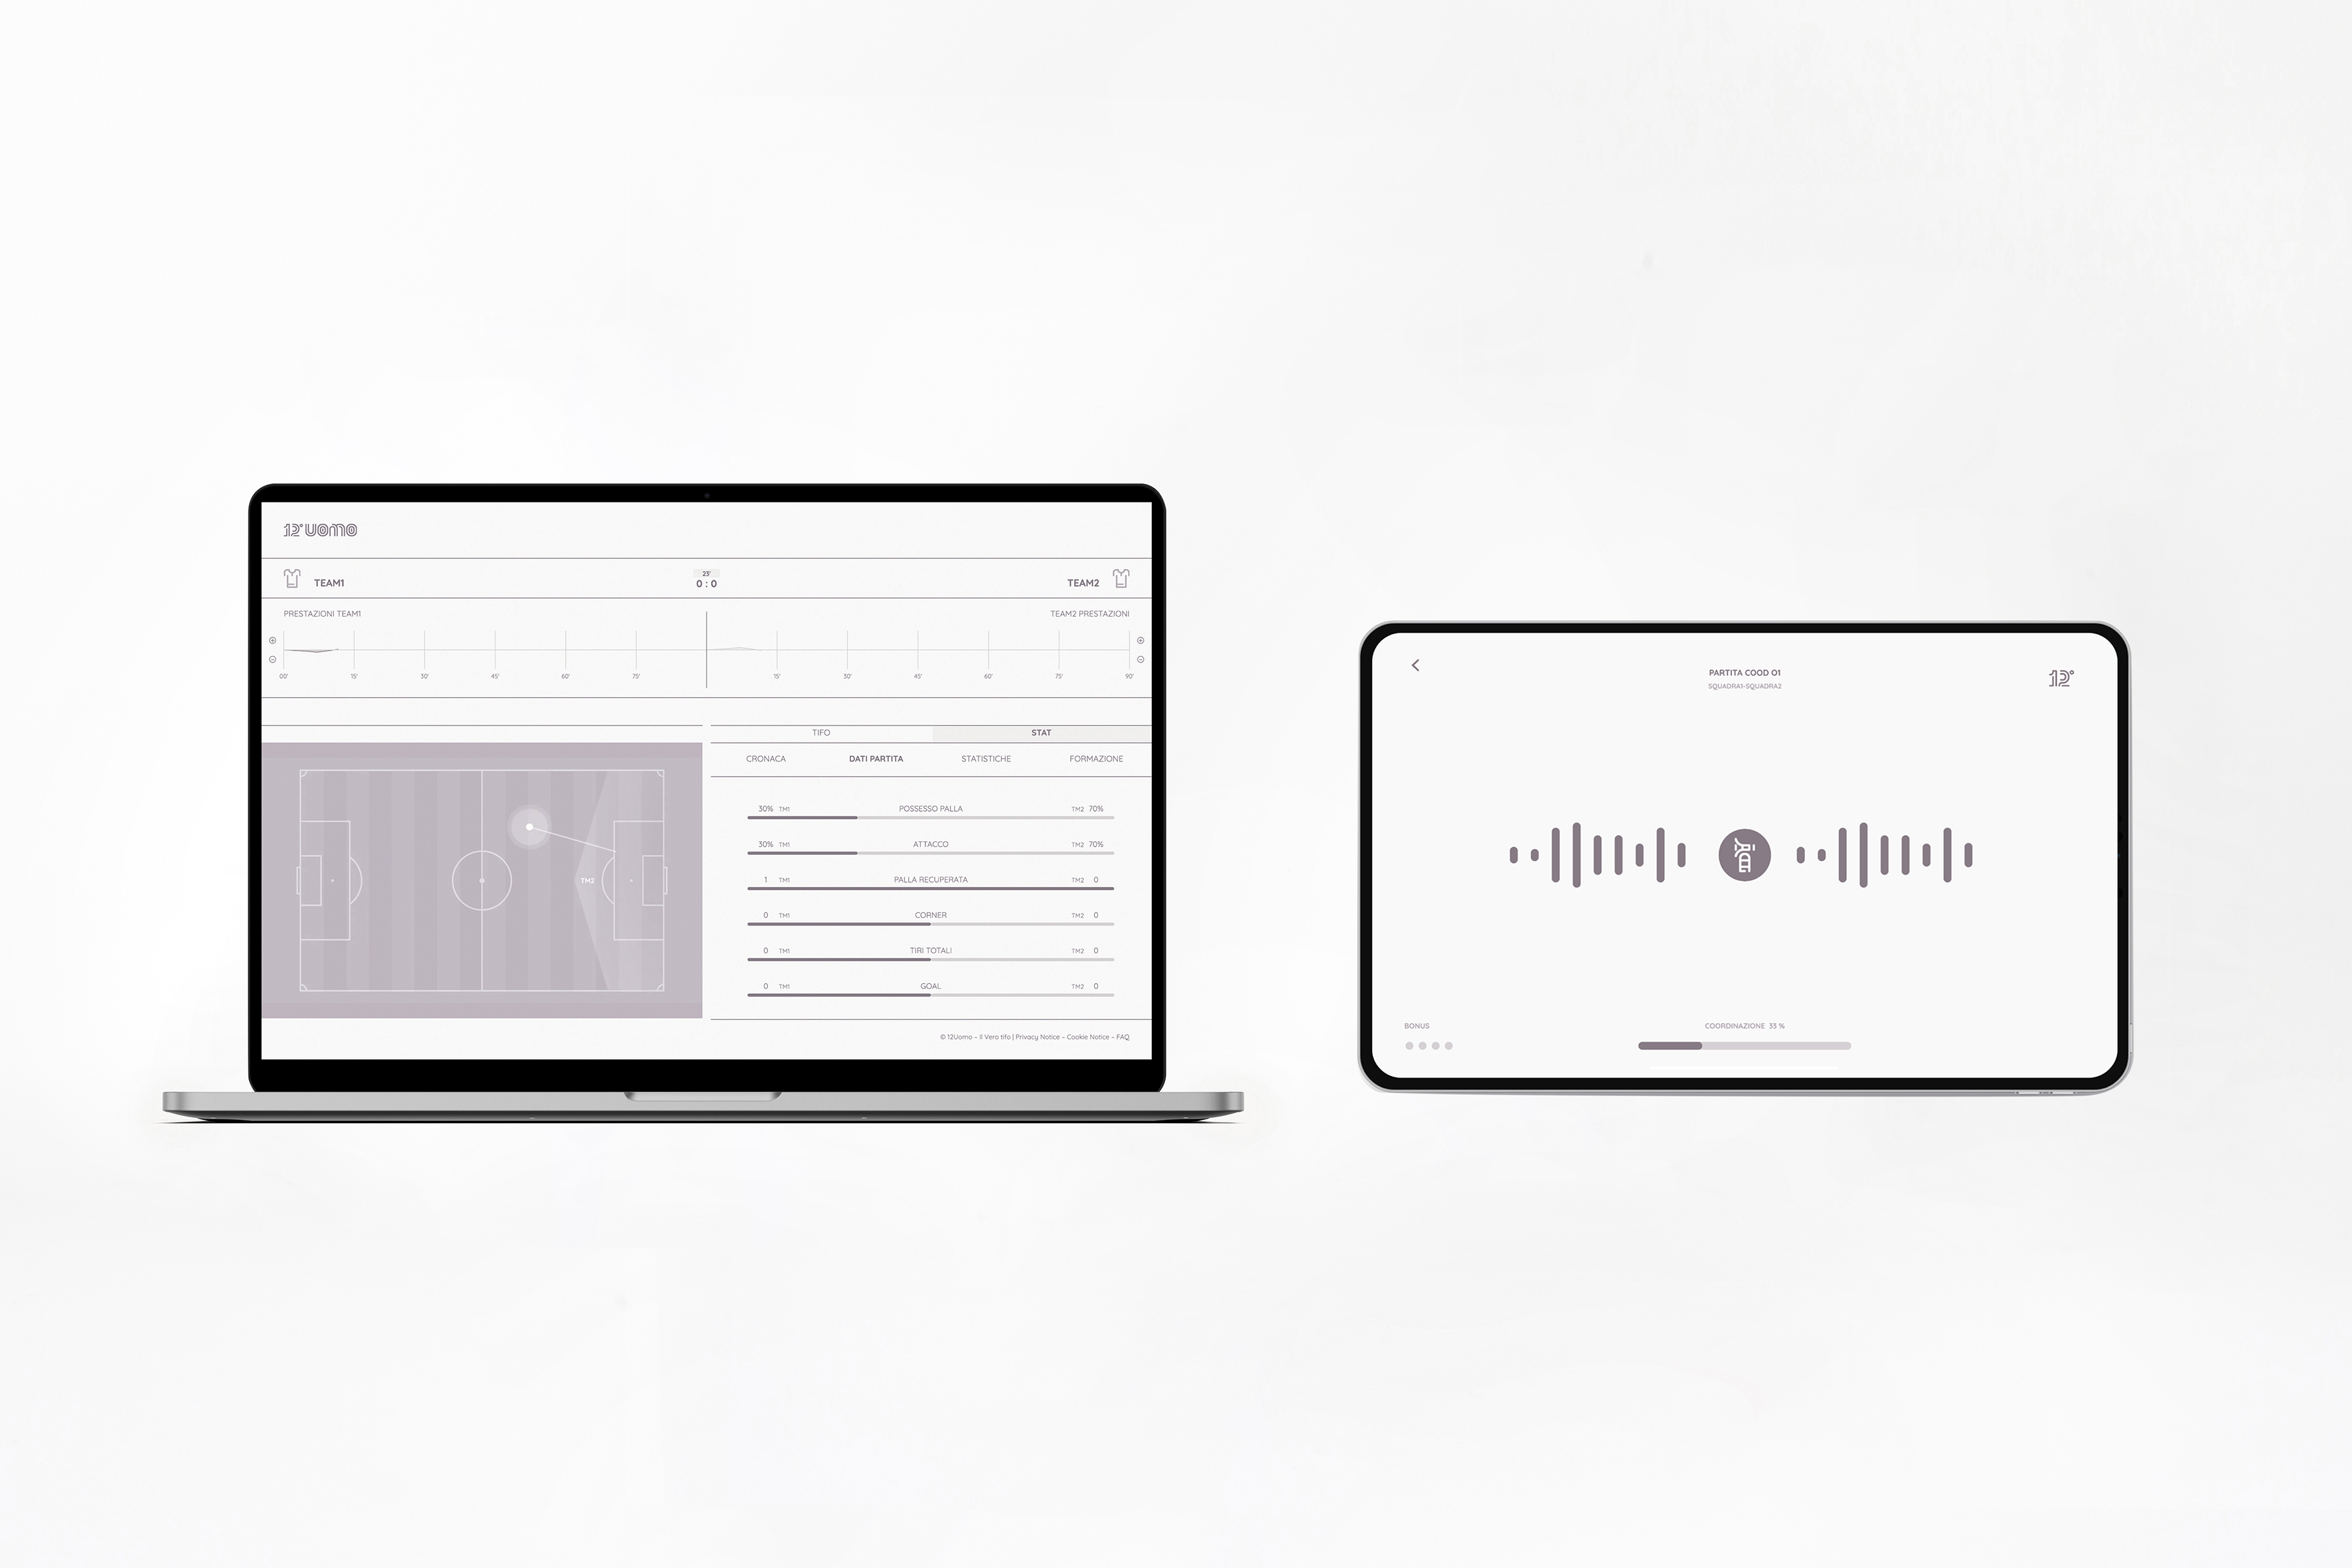 12°UOMO
TEAM1
23'
0 : 0
TEAM2
PRESTAZIONI TEAM1
TEAM2 PRESTAZIONI
00' 15' 30' 45' 60' 75' 15' 30' 45' 60' 75' 90'
TIFO STAT
CRONACA DATI PARTITA STATISTICHE FORMAZIONE
30% TM1 POSSESSO PALLA TM2 70%
30% TM1 ATTACCO TM2 70%
1 TM1 PALLA RECUPERATA TM2 0
0 TM1 CORNER TM2 0
0 TM1 TIRI TOTALI TM2 0
0 TM1 GOAL TM2 0
TM2
© 12Uomo – Il Vero tifo | Privacy Notice – Cookie Notice – FAQ
PARTITA COOD 01
SQUADRA1-SQUADRA2
12°
BONUS
COORDINAZIONE 33 %